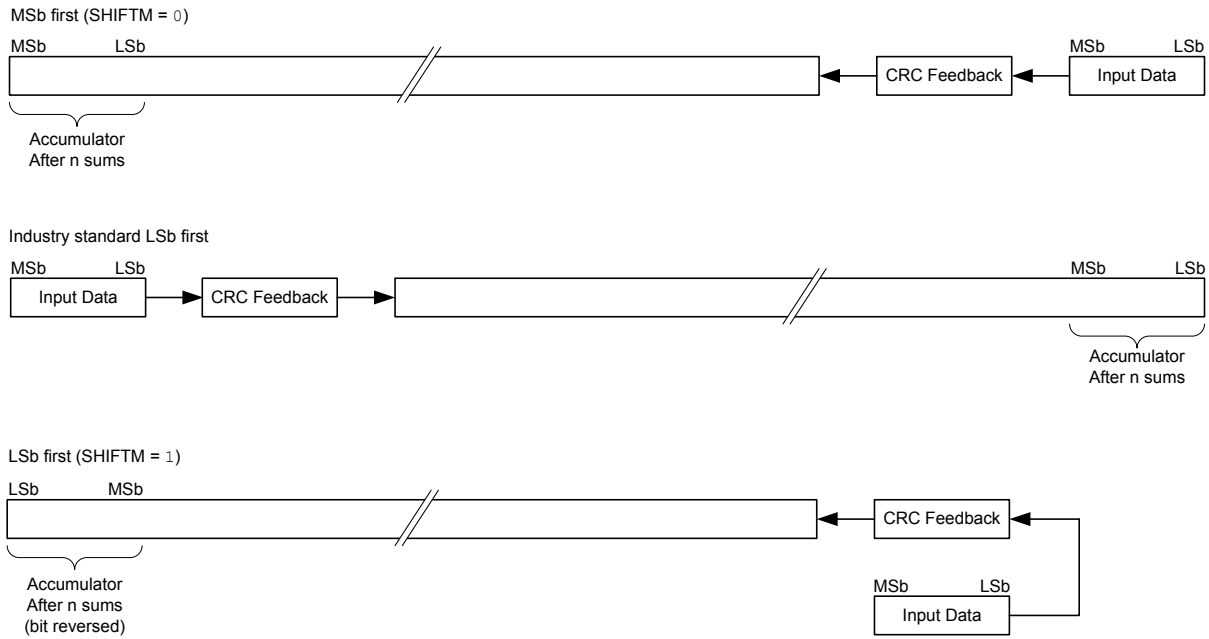 MSb first (SHIFTM = 0)
MSb LSb MSb LSb
CRC Feedback Input Data
Accumulator
After n sums
Industry standard LSb first
MSb LSb MSb LSb
Input Data CRC Feedback
Accumulator
After n sums
LSb first (SHIFTM = 1)
LSb MSb
CRC Feedback
Accumulator
After n sums
(bit reversed)
MSb LSb
Input Data